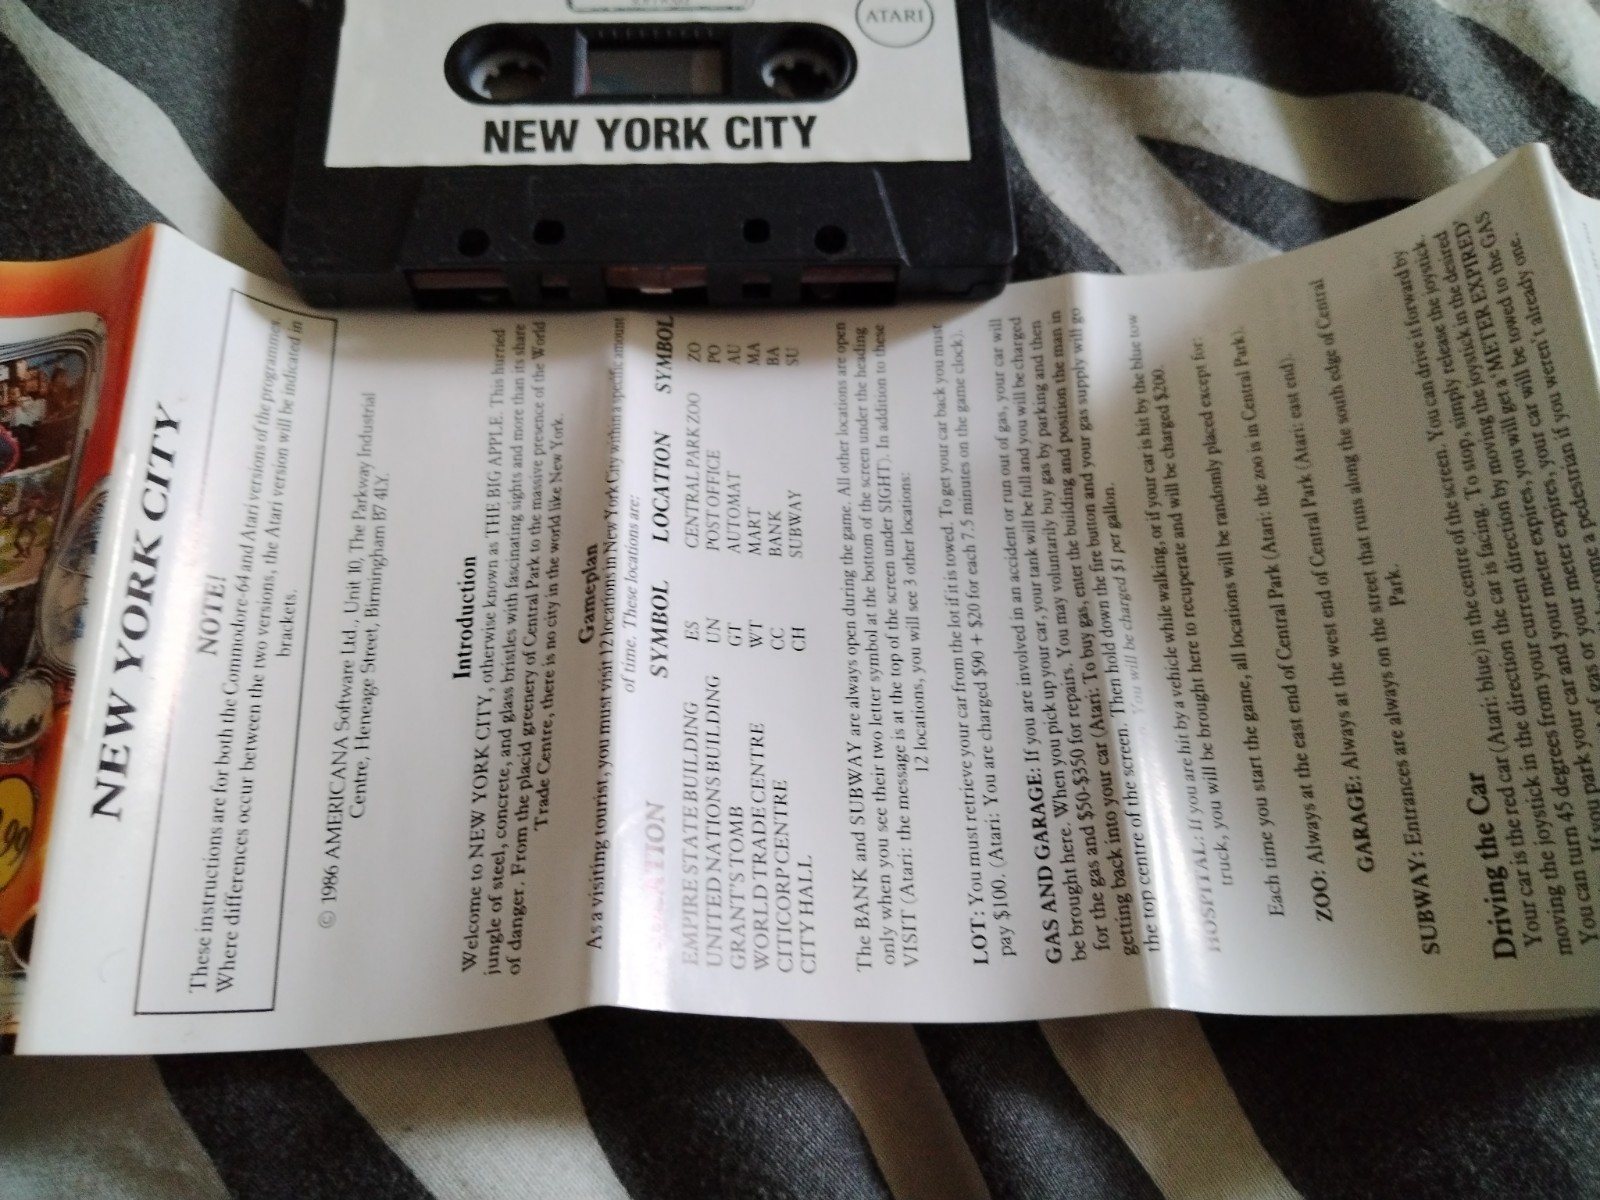 ATARI
NEW YORK CITY
.99
NEW YORK CITY
NOTE!
These instructions are for both the Commodore-64 and Atari versions of the programme.
Where differences occur between the two versions, the Atari version will be indicated in
brackets.
© 1986 AMERICANA Software Ltd., Unit 10, The Parkway Industrial
Centre, Heneage Street, Birmingham B7 4LY.
Introduction
Welcome to NEW YORK CITY, otherwise known as THE BIG APPLE. This hurried
jungle of steel, concrete, and glass bristles with fascinating sights and more than its share
of danger. From the placid greenery of Central Park to the massive presence of the World
Trade Centre, there is no city in the world like New York.
Gameplan
As a visiting tourist, you must visit 12 locations in New York City within a specific amount
of time. These locations are:
LOCATION SYMBOL LOCATION SYMBOL
EMPIRE STATE BUILDING ES CENTRAL PARK ZOO ZO
UNITED NATIONS BUILDING UN POST OFFICE PO
GRANT'S TOMB GT AUTOMAT AU
WORLD TRADE CENTRE WT MART MA
CITICORP CENTRE CC BANK BA
CITY HALL CH SUBWAY SU
The BANK and SUBWAY are always open during the game. All other locations are open
only when you see their two letter symbol at the bottom of the screen under the heading
VISIT (Atari: the message is at the top of the screen under SIGHT). In addition to these
12 locations, you will see 3 other locations:
LOT: You must retrieve your car from the lot if it is towed. To get your car back you must
pay $100. (Atari: You are charged $90 + $20 for each 7.5 minutes on the game clock).
GAS AND GARAGE: If you are involved in an accident or run out of gas, your car will
be brought here. When you pick up your car, your tank will be full and you will be charged
for the gas and $50-$350 for repairs. You may voluntarily buy gas by parking and then
getting back into your car (Atari: To buy gas, enter the building and position the man in
the top centre of the screen. Then hold down the fire button and your gas supply will go
You will be charged $1 per gallon.
HOSPITAL: If you are hit by a vehicle while walking, or if your car is hit by the blue tow
truck, you will be brought here to recuperate and will be charged $200.
Each time you start the game, all locations will be randomly placed except for:
ZOO: Always at the east end of Central Park (Atari: the zoo is in Central Park).
GARAGE: Always at the west end of Central Park (Atari: east end).
SUBWAY: Entrances are always on the street that runs along the south edge of Central
Park.
Driving the Car
Your car is the red car (Atari: blue) in the centre of the screen. You can drive it forward by
moving the joystick in the direction the car is facing. To stop, simply release the joystick.
You can turn 45 degrees from your current direction by moving the joystick in the desired
If you park your car and your meter expires, you will get a 'METER EXPIRED'
of gas or your meter expires, your car will be towed to the GAS
become a pedestrian if you weren't already one.